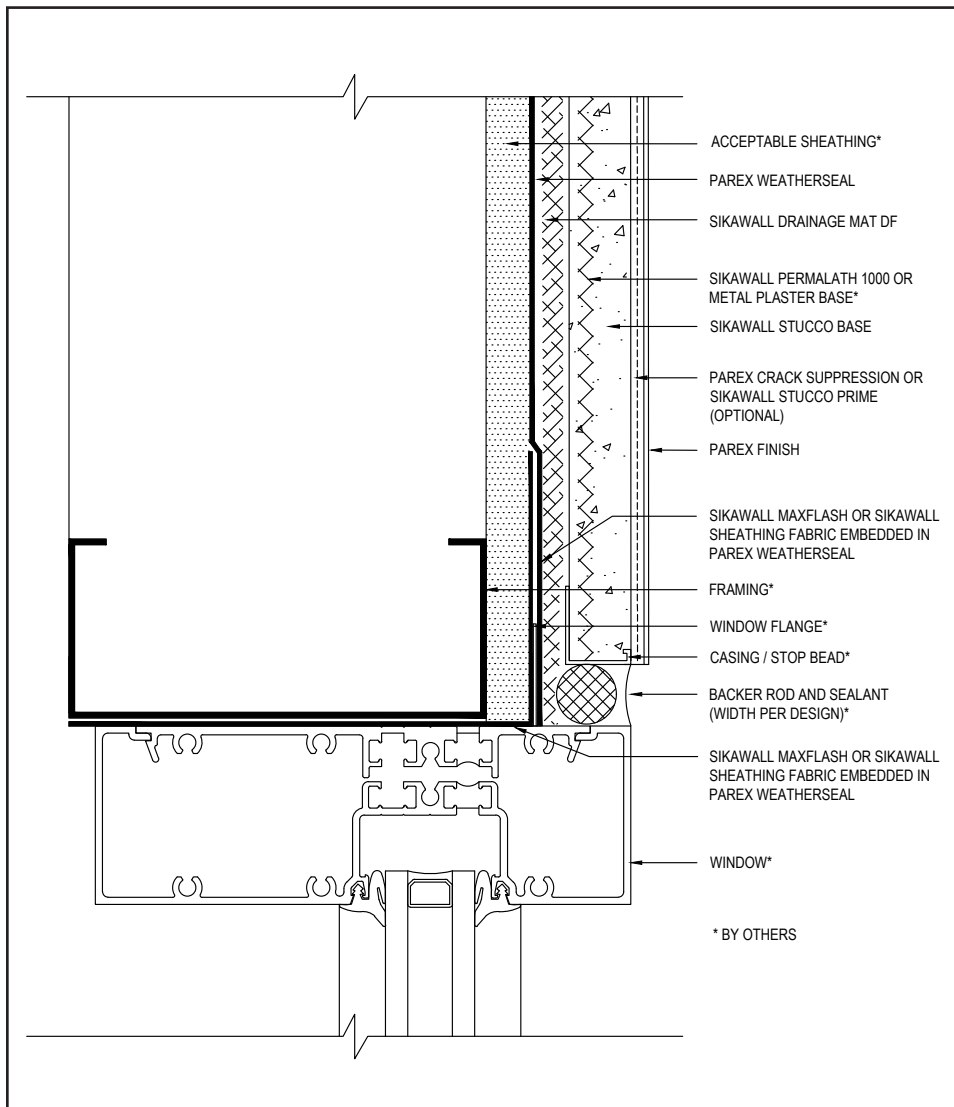 ACCEPTABLE SHEATHING*
PAREX WEATHERSEAL
SIKAWALL DRAINAGE MAT DF
SIKAWALL PERMALATH 1000 OR
METAL PLASTER BASE*
SIKAWALL STUCCO BASE
PAREX CRACK SUPPRESSION OR
SIKAWALL STUCCO PRIME
(OPTIONAL)
PAREX FINISH
SIKAWALL MAXFLASH OR SIKAWALL
SHEATHING FABRIC EMBEDDED IN
PAREX WEATHERSEAL
FRAMING*
WINDOW FLANGE*
CASING / STOP BEAD*
BACKER ROD AND SEALANT
(WIDTH PER DESIGN)*
SIKAWALL MAXFLASH OR SIKAWALL
SHEATHING FABRIC EMBEDDED IN
PAREX WEATHERSEAL
WINDOW*
* BY OTHERS